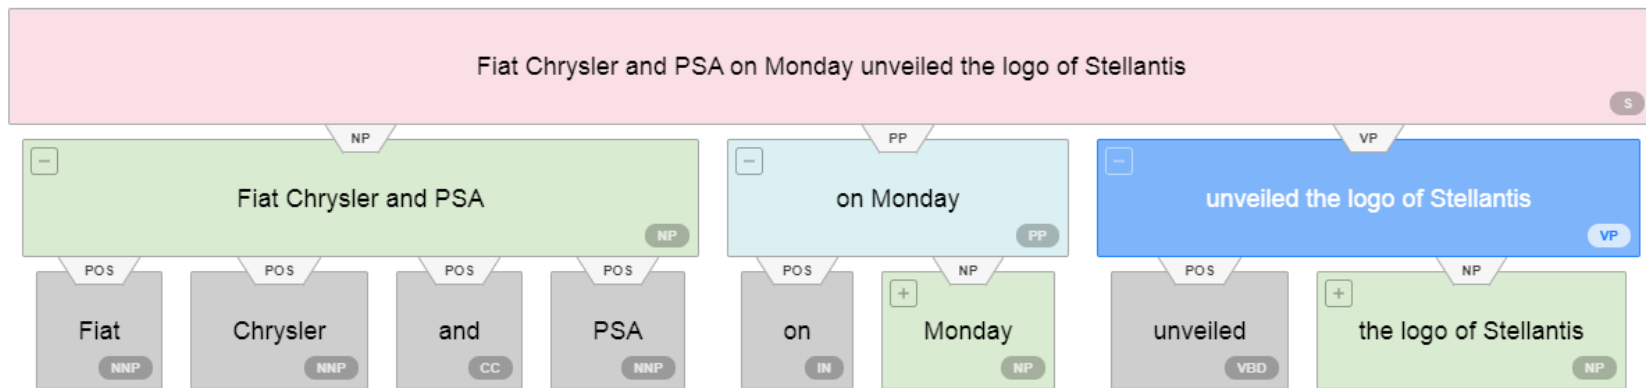 Fiat Chrysler and PSA on Monday unveiled the logo of Stellantis
S
NP PP VP
− − −
Fiat Chrysler and PSA on Monday unveiled the logo of Stellantis
NP PP VP
POS POS POS POS POS NP POS NP
+ +
Fiat Chrysler and PSA on Monday unveiled the logo of Stellantis
NNP NNP CC NNP IN NP VBD NP